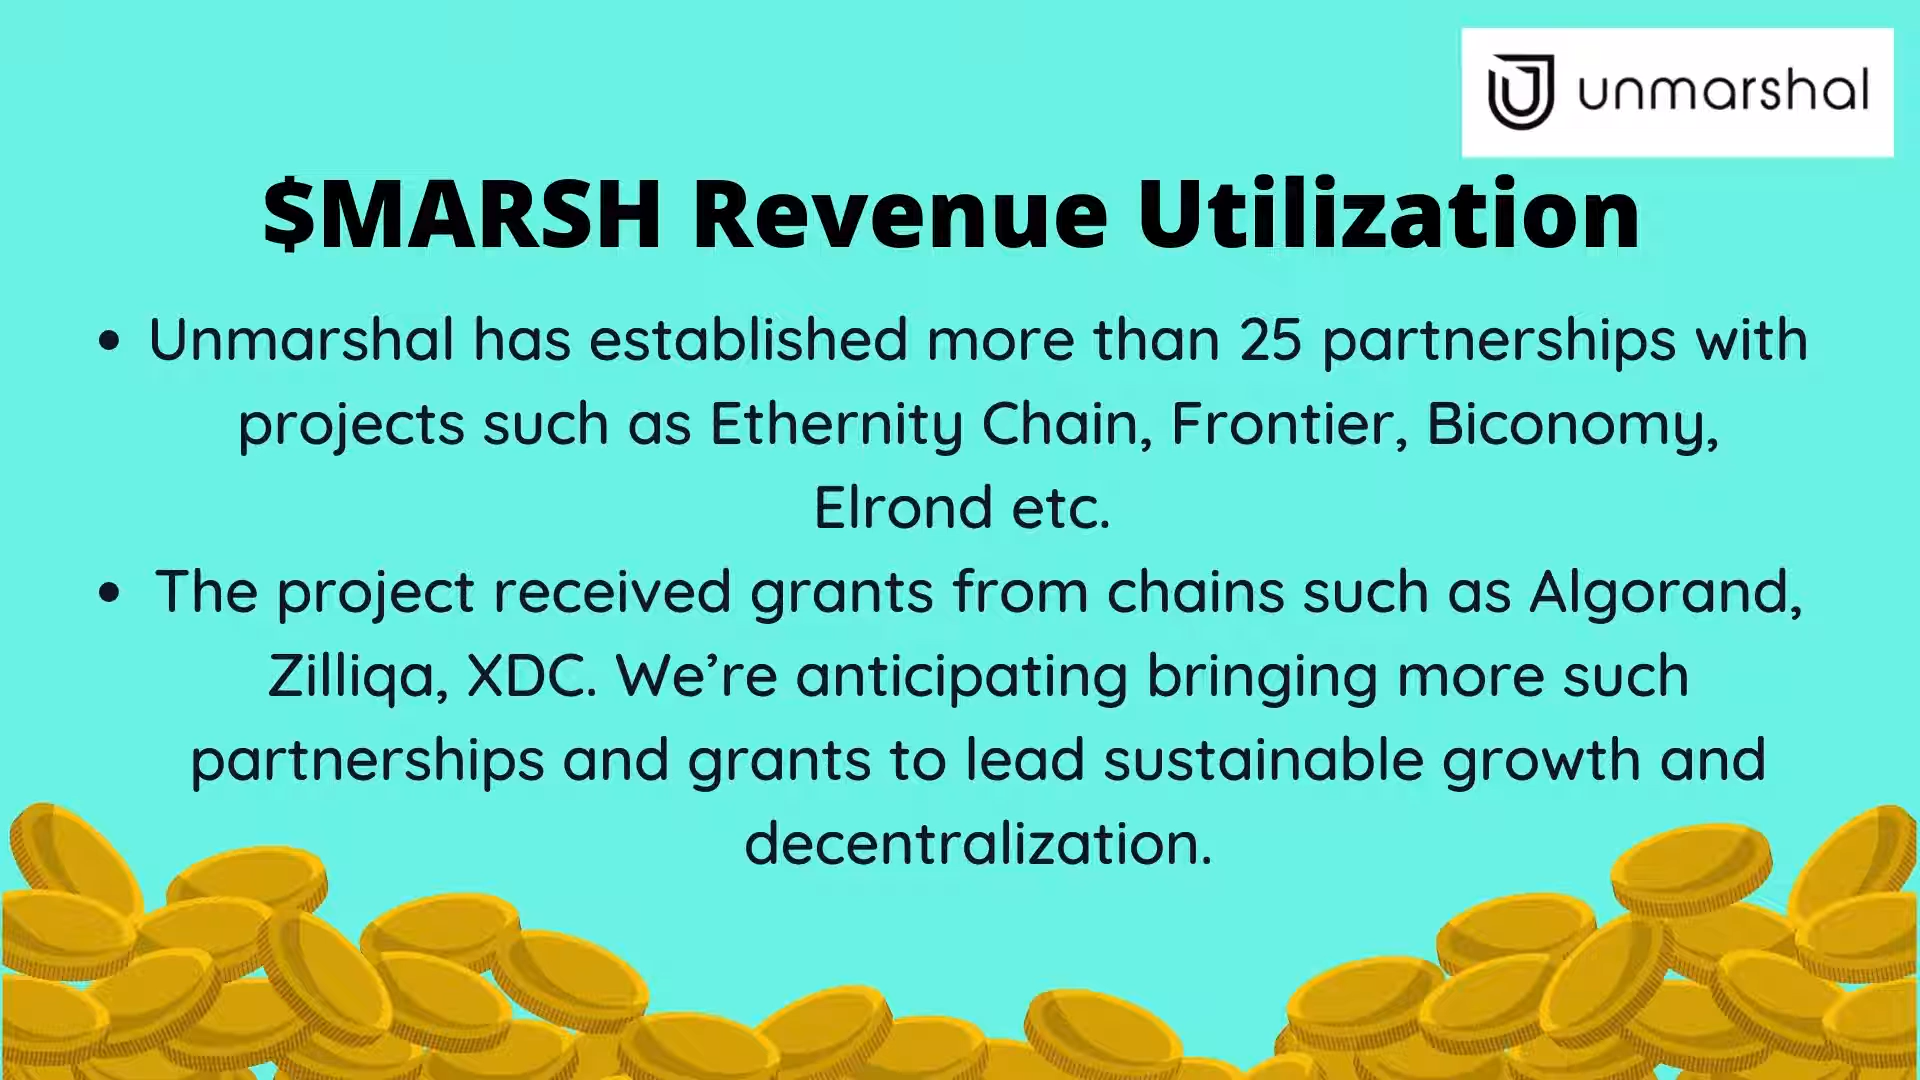 unmarshal
$MARSH Revenue Utilization
• Unmarshal has established more than 25 partnerships with
projects such as Ethernity Chain, Frontier, Biconomy,
Elrond etc.
• The project received grants from chains such as Algorand,
Zilliqa, XDC. We’re anticipating bringing more such
partnerships and grants to lead sustainable growth and
decentralization.